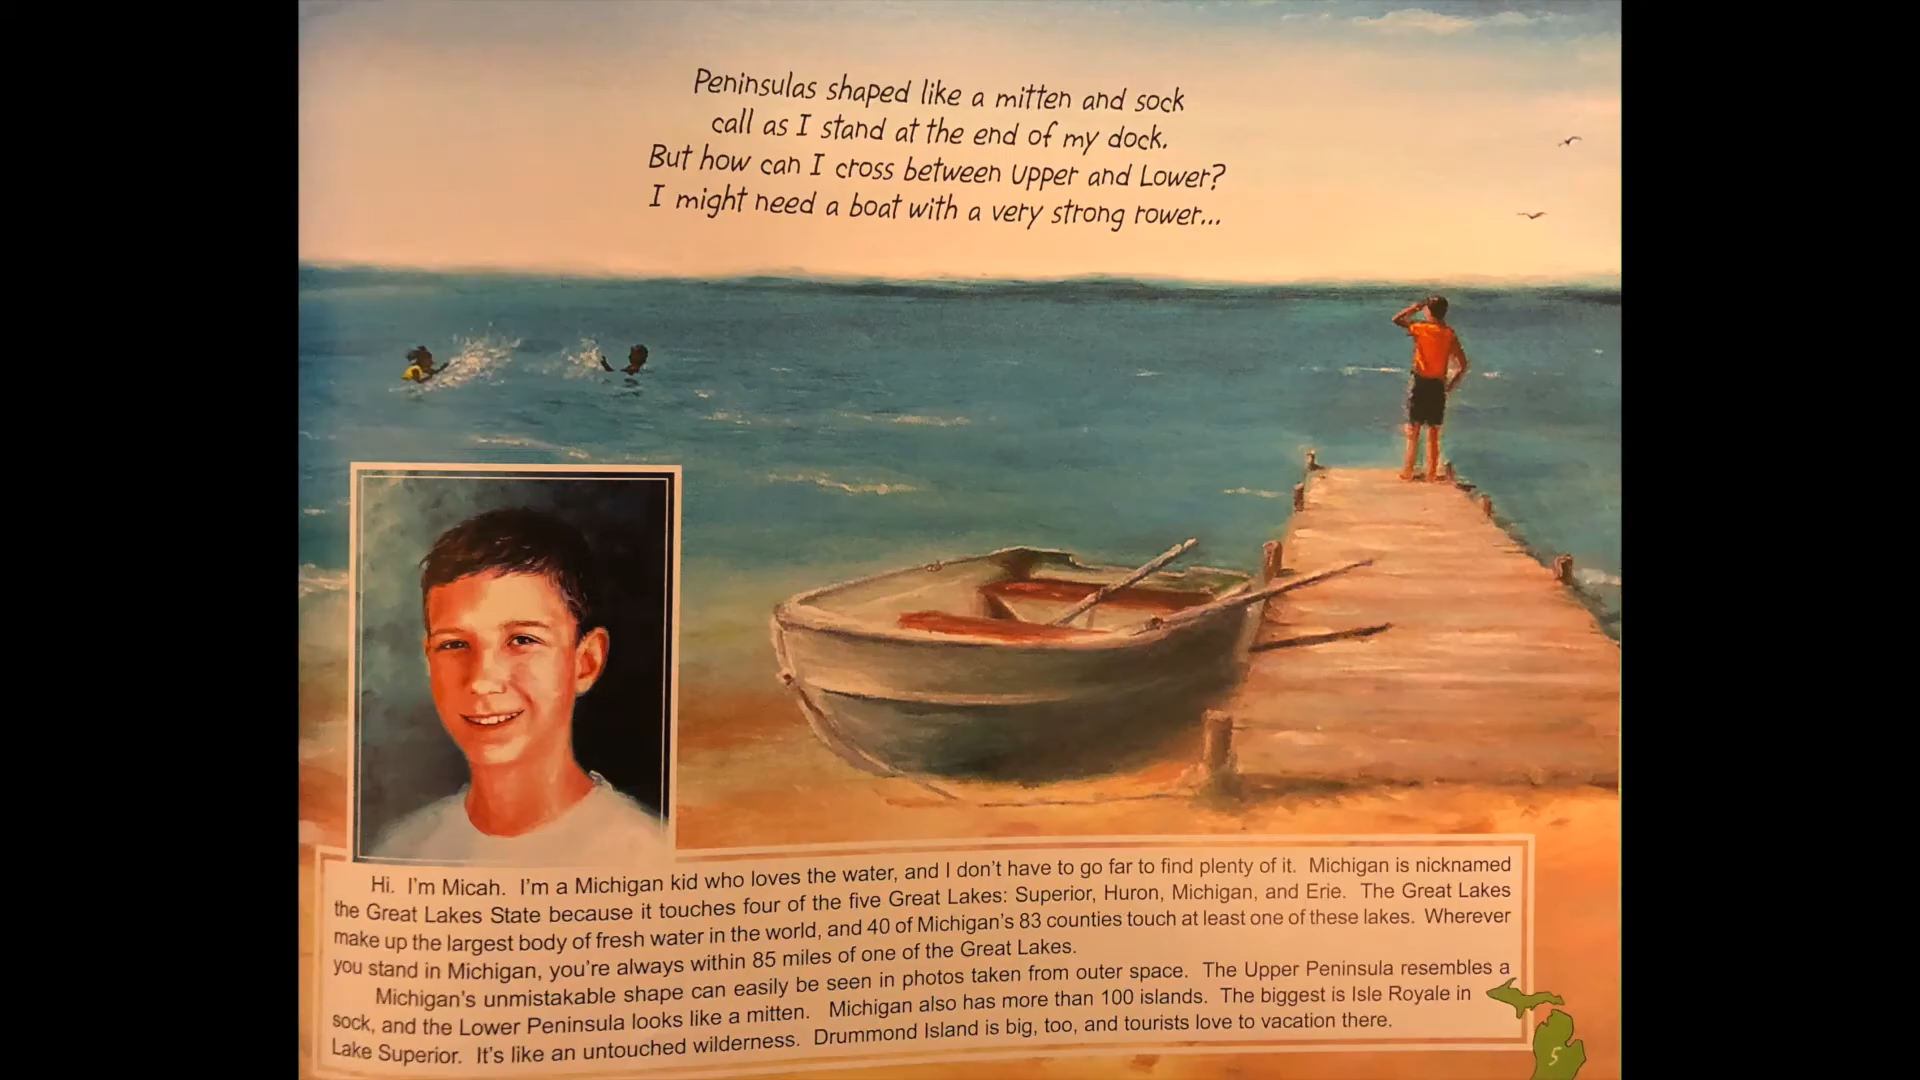 Peninsulas shaped like a mitten and sock
call as I stand at the end of my dock.
But how can I cross between Upper and Lower?
I might need a boat with a very strong rower...
Hi. I'm Micah. I'm a Michigan kid who loves the water, and I don't have to go far to find plenty of it. Michigan is nicknamed
the Great Lakes State because it touches four of the five Great Lakes: Superior, Huron, Michigan, and Erie. The Great Lakes
make up the largest body of fresh water in the world, and 40 of Michigan's 83 counties touch at least one of these lakes. Wherever
you stand in Michigan, you're always within 85 miles of one of the Great Lakes.
Michigan's unmistakable shape can easily be seen in photos taken from outer space. The Upper Peninsula resembles a
sock, and the Lower Peninsula looks like a mitten. Michigan also has more than 100 islands. The biggest is Isle Royale in
Lake Superior. It's like an untouched wilderness. Drummond Island is big, too, and tourists love to vacation there.
5